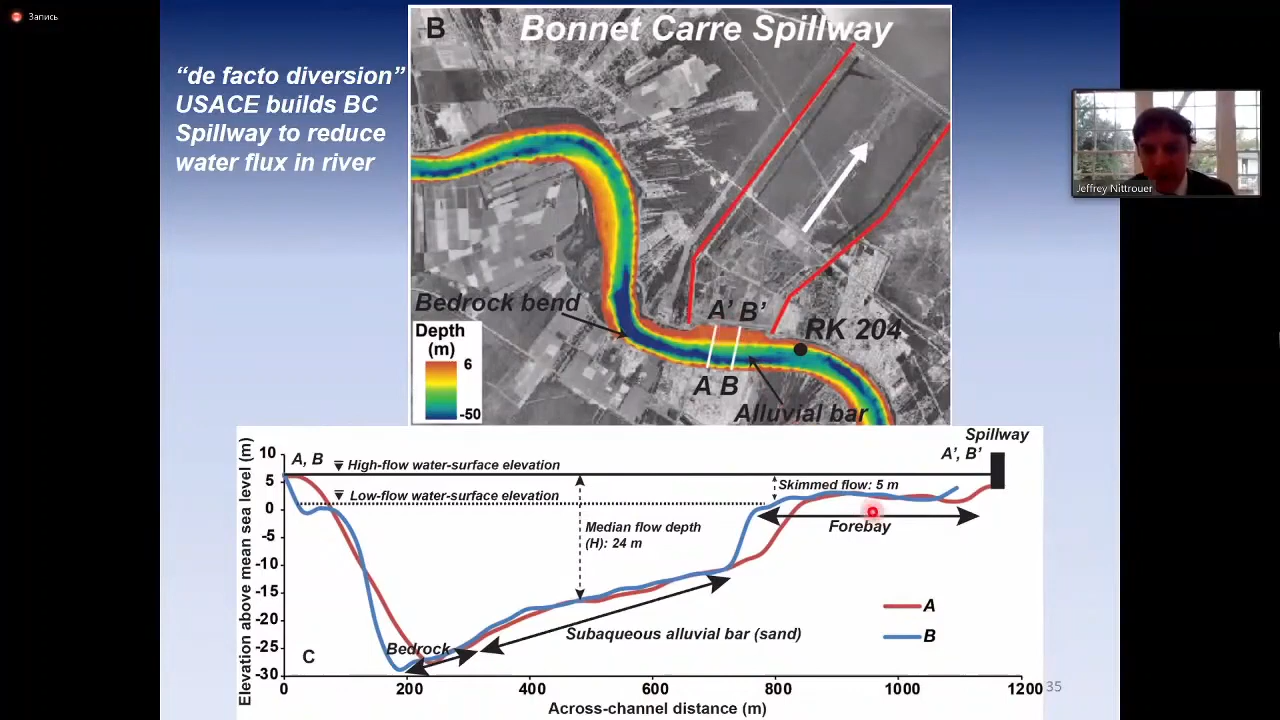 Запись
B
Bonnet Carre Spillway
“de facto diversion”
USACE builds BC
Spillway to reduce
water flux in river
Jeffrey Nittrouer
Bedrock bend
A’ B’
RK 204
Depth
(m)
6
-50
A B
Alluvial bar
Spillway
A’, B’
Elevation above mean sea level (m)
10
5
0
-5
-10
-15
-20
-25
-30
A, B
High-flow water-surface elevation
Low-flow water-surface elevation
Skimmed flow: 5 m
Median flow depth
(H): 24 m
Forebay
A
B
Subaqueous alluvial bar (sand)
Bedrock
C
0 200 400 600 800 1000 1200
35
Across-channel distance (m)